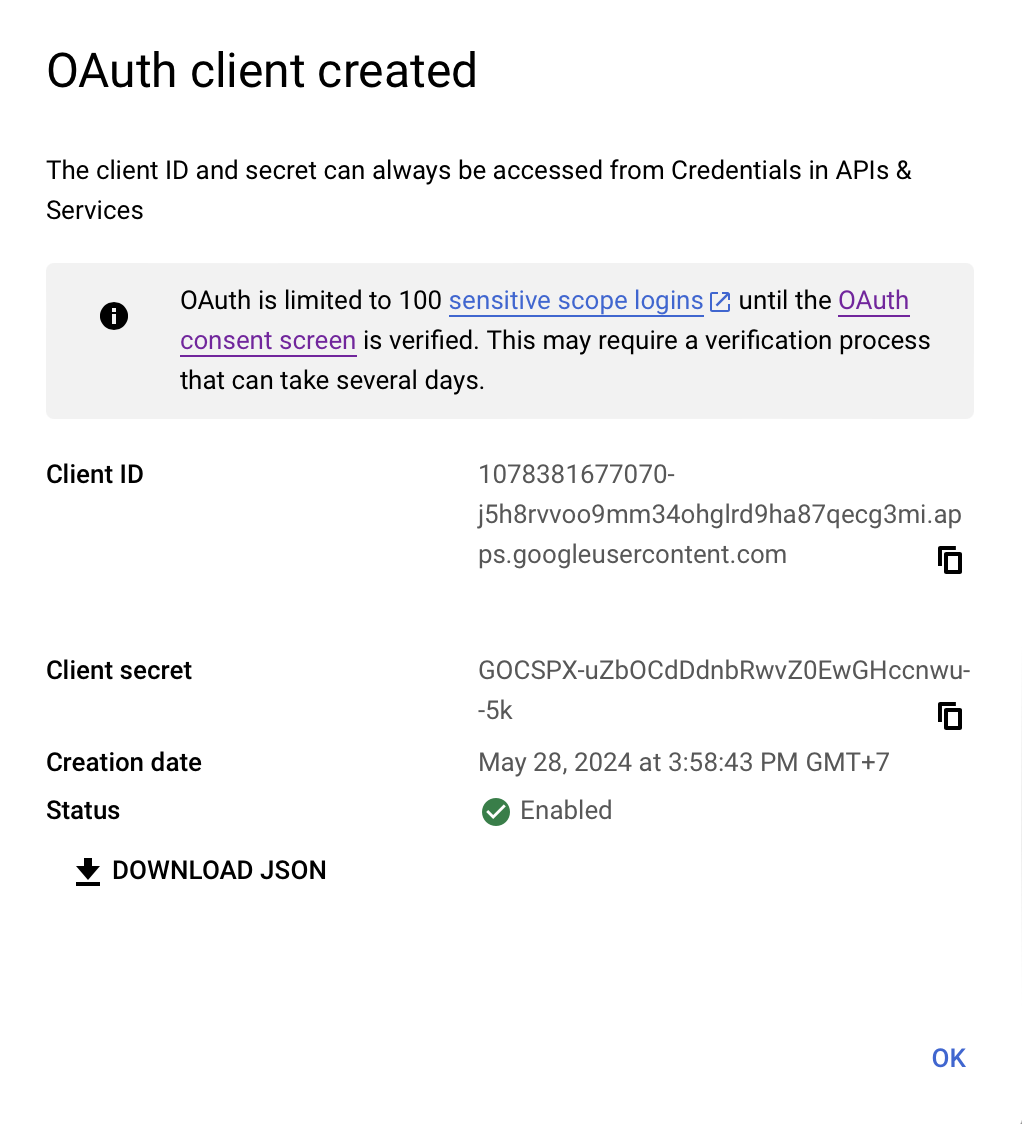 OAuth client created
The client ID and secret can always be accessed from Credentials in APIs &
Services
OAuth is limited to 100 sensitive scope logins until the OAuth
consent screen is verified. This may require a verification process
that can take several days.
Client ID
1078381677070-
j5h8rvvoo9mm34ohglrd9ha87qecg3mi.ap
ps.googleusercontent.com
Client secret
GOCSPX-uZbOCdDdnbRwvZ0EwGHccnwu-
-5k
Creation date
May 28, 2024 at 3:58:43 PM GMT+7
Status
Enabled
DOWNLOAD JSON
OK